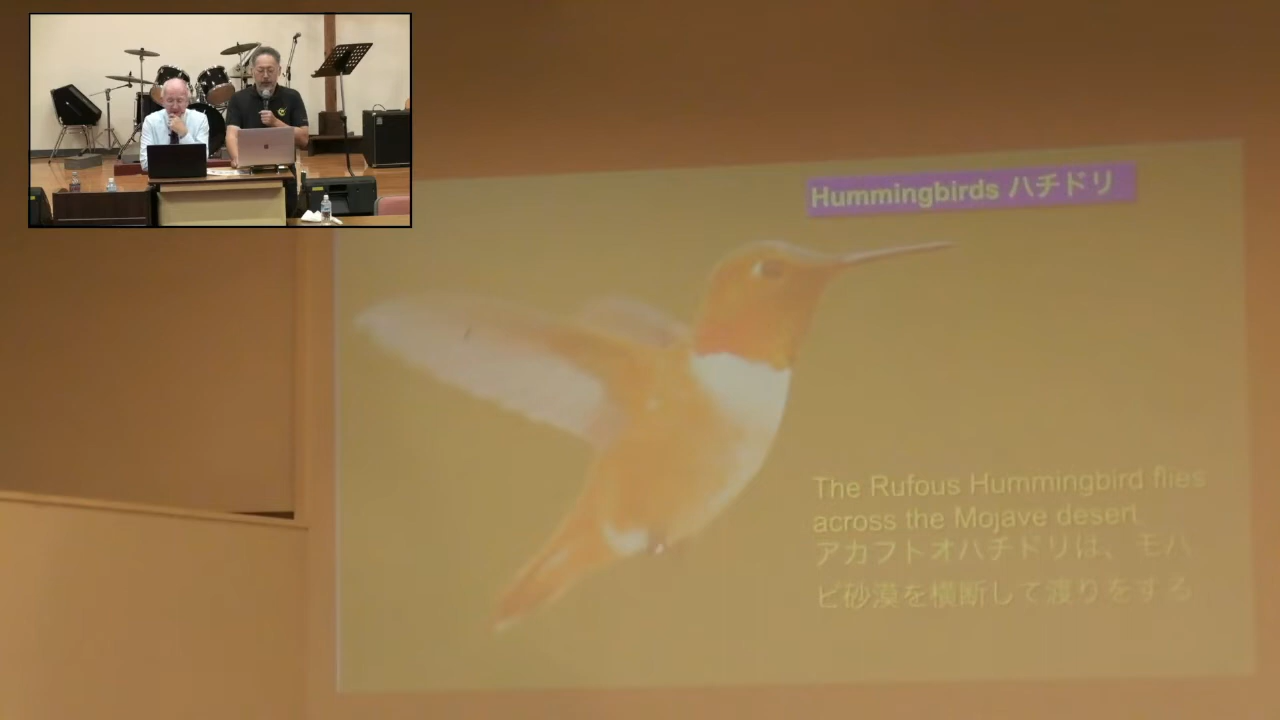 Hummingbirds ハチドリ
The Rufous Hummingbird flies
across the Mojave desert
アカフトオハチドリは、モハ
ビ砂漠を横断して渡りをする